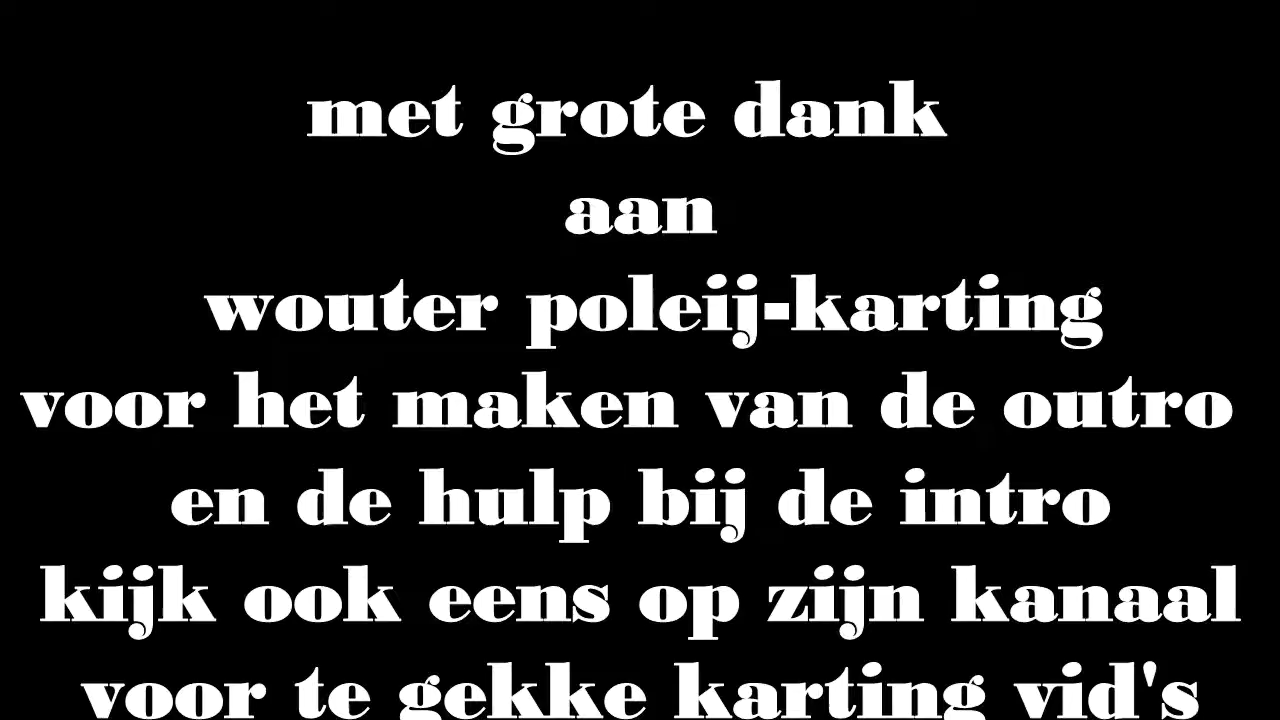 met grote dank
aan
wouter poleij-karting
voor het maken van de outro
en de hulp bij de intro
kijk ook eens op zijn kanaal
voor te gekke karting vid's